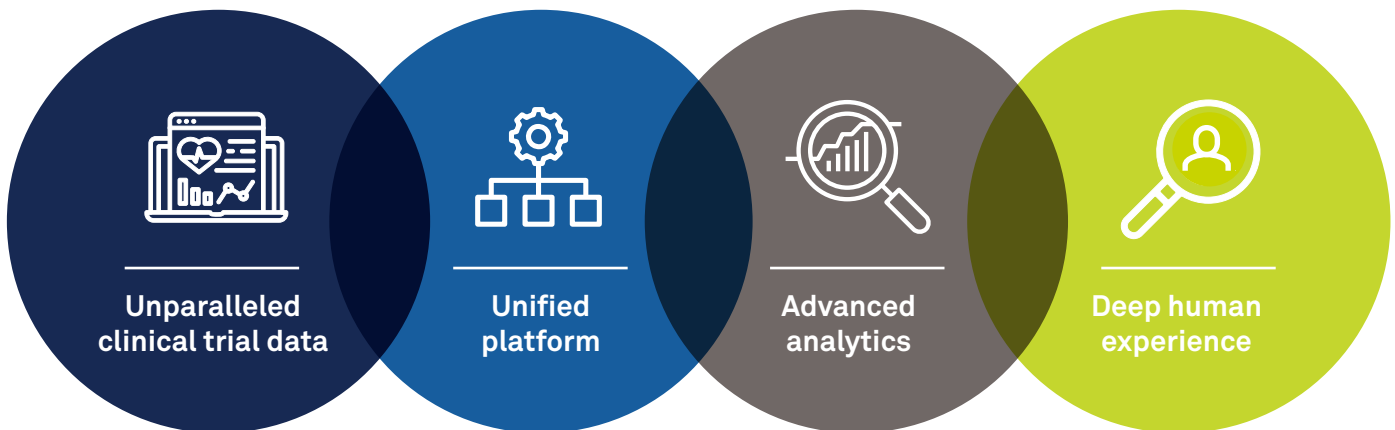 Unparalleled
clinical trial data
Unified
platform
Advanced
analytics
Deep human
experience